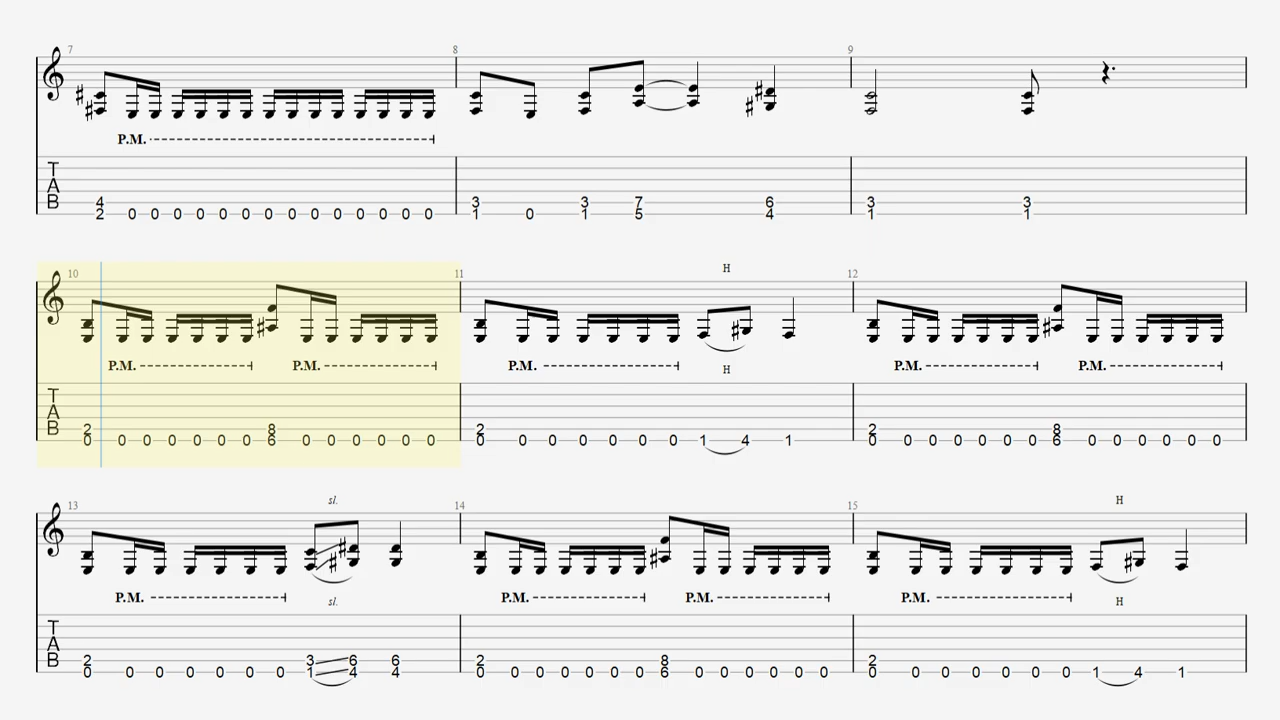 7 8 9
P.M.
T
A
B
4 3 3 7 6 3 3
2 0 0 0 0 0 0 0 0 0 0 0 0 0 0 1 0 1 5 4 1 1
10 11 H 12
P.M. P.M. P.M. H P.M. P.M.
T
A
B
2 8 2 2 8
0 0 0 0 0 0 0 6 0 0 0 0 0 0 0 0 0 0 0 0 0 1 4 1 0 0 0 0 0 0 0 6 0 0 0 0 0 0
13 sl. 14 15 H
P.M. sl. P.M. P.M. P.M. H
T
A
B
2 3 6 6 2 8 2
0 0 0 0 0 0 0 1 4 4 0 0 0 0 0 0 0 6 0 0 0 0 0 0 0 0 0 0 0 0 0 1 4 1